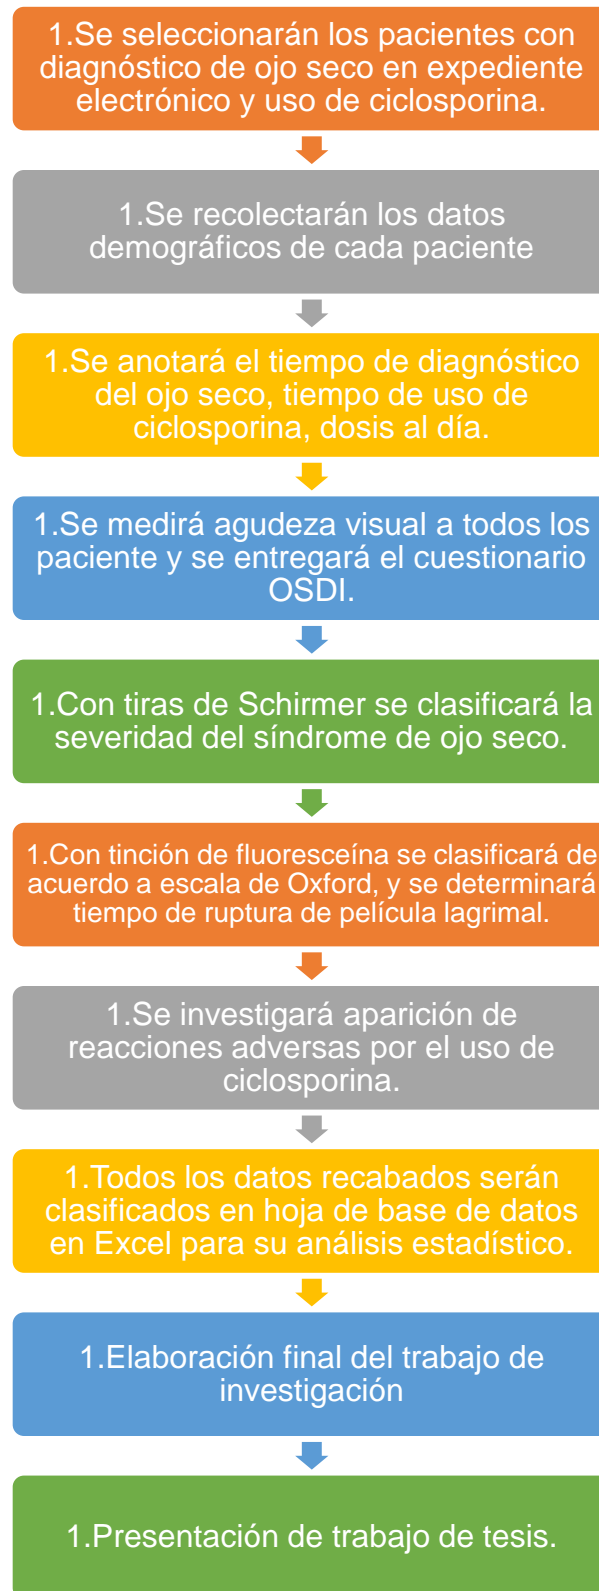 1.Se seleccionarán los pacientes con
diagnóstico de ojo seco en expediente
electrónico y uso de ciclosporina.
1.Se recolectarán los datos
demográficos de cada paciente
1.Se anotará el tiempo de diagnóstico
del ojo seco, tiempo de uso de
ciclosporina, dosis al día.
1.Se medirá agudeza visual a todos los
paciente y se entregará el cuestionario
OSDI.
1.Con tiras de Schirmer se clasificará la
severidad del síndrome de ojo seco.
1.Con tinción de fluoresceína se clasificará de
acuerdo a escala de Oxford, y se determinará
tiempo de ruptura de película lagrimal.
1.Se investigará aparición de
reacciones adversas por el uso de
ciclosporina.
1.Todos los datos recabados serán
clasificados en hoja de base de datos
en Excel para su análisis estadístico.
1.Elaboración final del trabajo de
investigación
1.Presentación de trabajo de tesis.